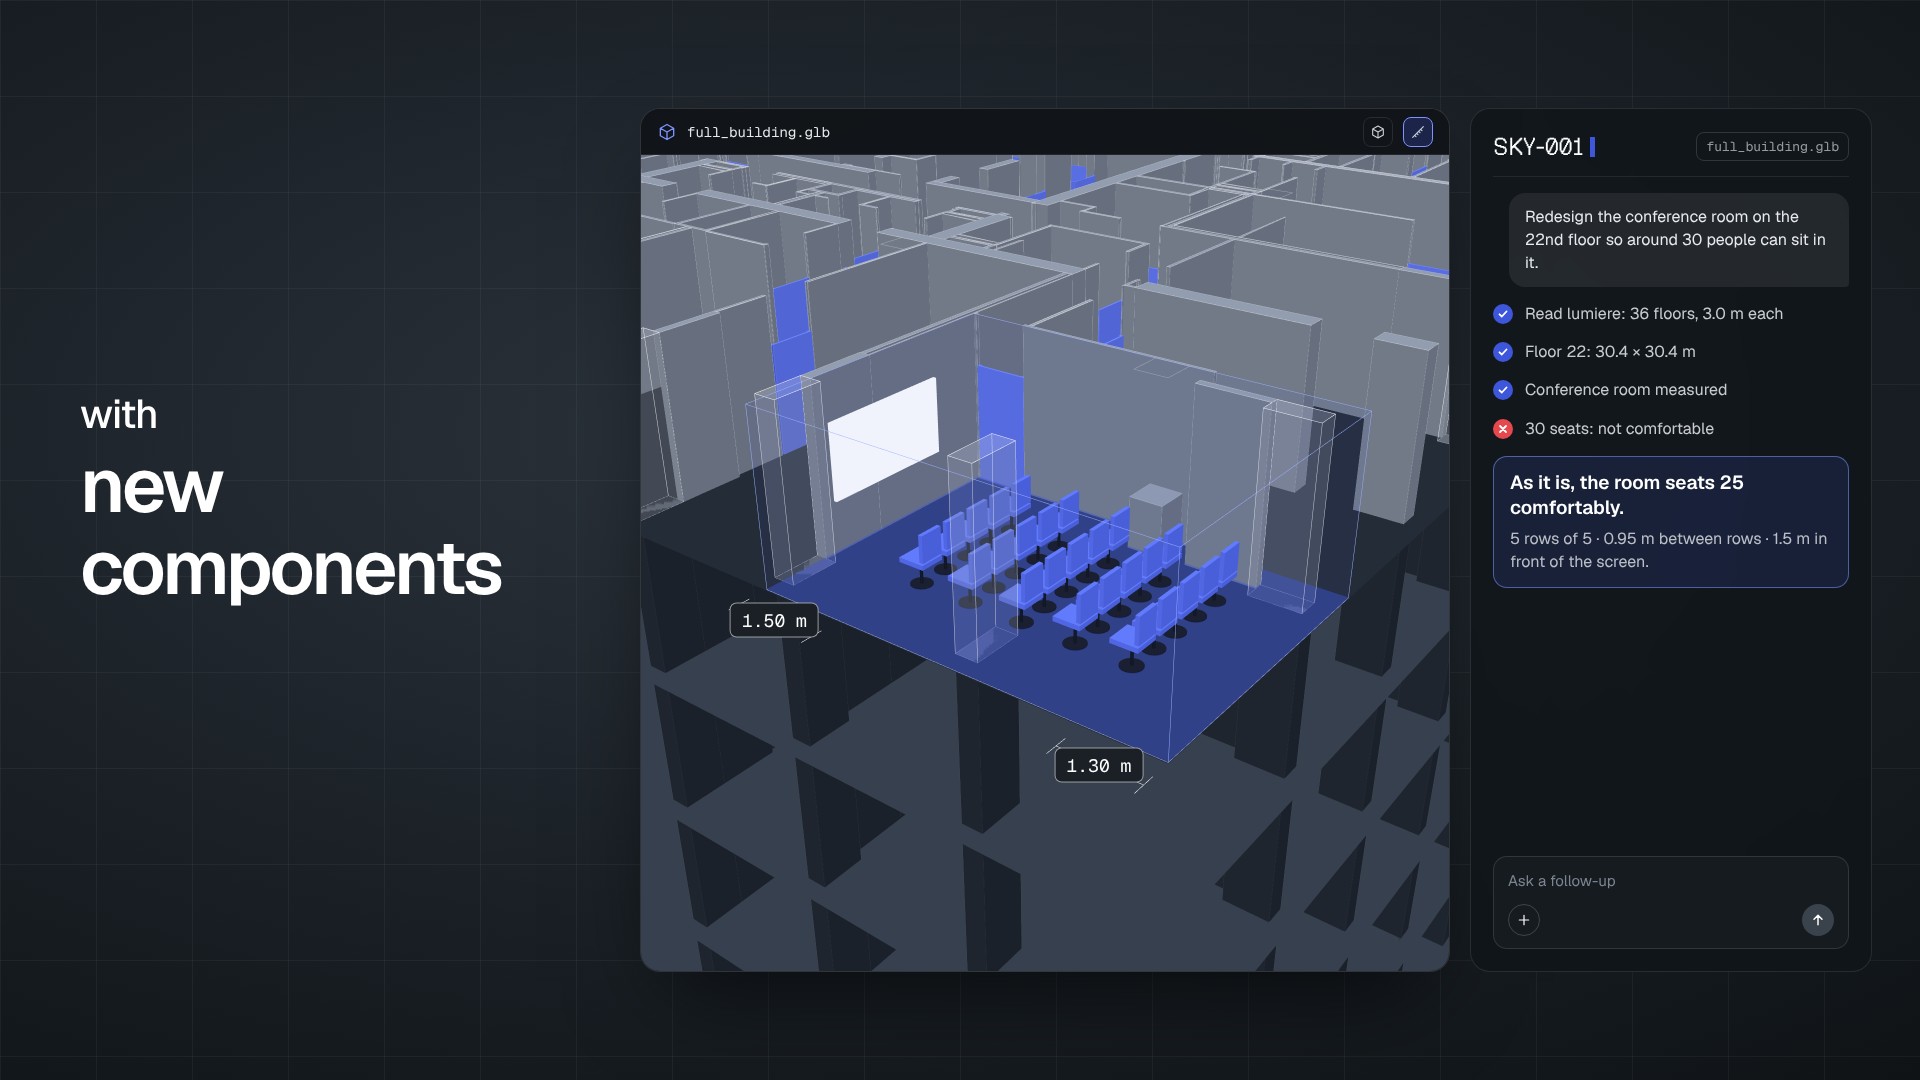 with
new
components
full_building.glb
1.50 m
1.30 m
SKY-001
full_building.glb
Redesign the conference room on the
22nd floor so around 30 people can sit in
it.
Read lumiere: 36 floors, 3.0 m each
Floor 22: 30.4 × 30.4 m
Conference room measured
30 seats: not comfortable
As it is, the room seats 25
comfortably.
5 rows of 5 · 0.95 m between rows · 1.5 m in
front of the screen.
Ask a follow-up